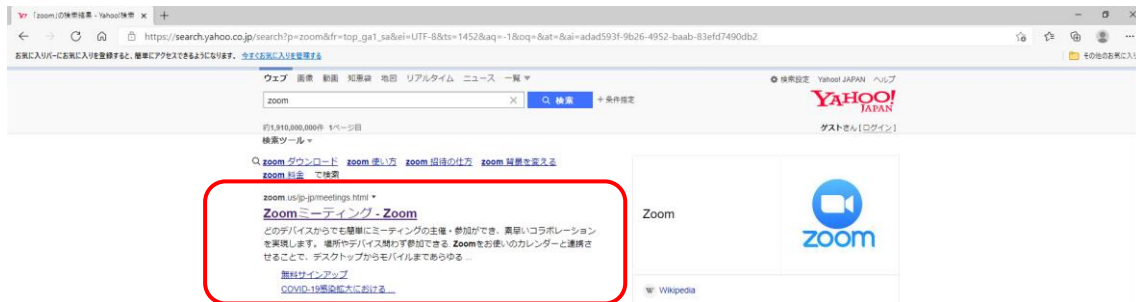 「zoom」の検索結果 - Yahoo!検索
https://search.yahoo.co.jp/search?p=zoom&fr=top_ga1_sa&ei=UTF-8&ts=1452&aq=-1&oq=&at=&ai=adad593f-9b26-4952-baab-83efd7490db2
お気に入りバーにお気に入りを登録すると、簡単にアクセスできるようになります。 今すぐお気に入りを管理する
その他のお気に入り
ウェブ 画像 動画 知恵袋 地図 リアルタイム ニュース 一覧
検索設定 Yahoo! JAPAN ヘルプ
zoom
検索
+条件指定
YAHOO!
JAPAN
約1,910,000,000件 1ページ目
ゲストさん [ログイン]
検索ツール
zoom ダウンロード zoom 使い方 zoom 招待の仕方 zoom 背景を変える
zoom 料金 で検索
zoom.us/jp-jp/meetings.html
Zoomミーティング - Zoom
どのデバイスからでも簡単にミーティングの主催・参加ができ、素早いコラボレーション
を実現します。 場所やデバイス問わず参加できる Zoomをお使いのカレンダーと連携さ
せることで、デスクトップからモバイルまであらゆる ...
無料サインアップ
COVID-19感染拡大における ...
Zoom
zoom
W Wikipedia